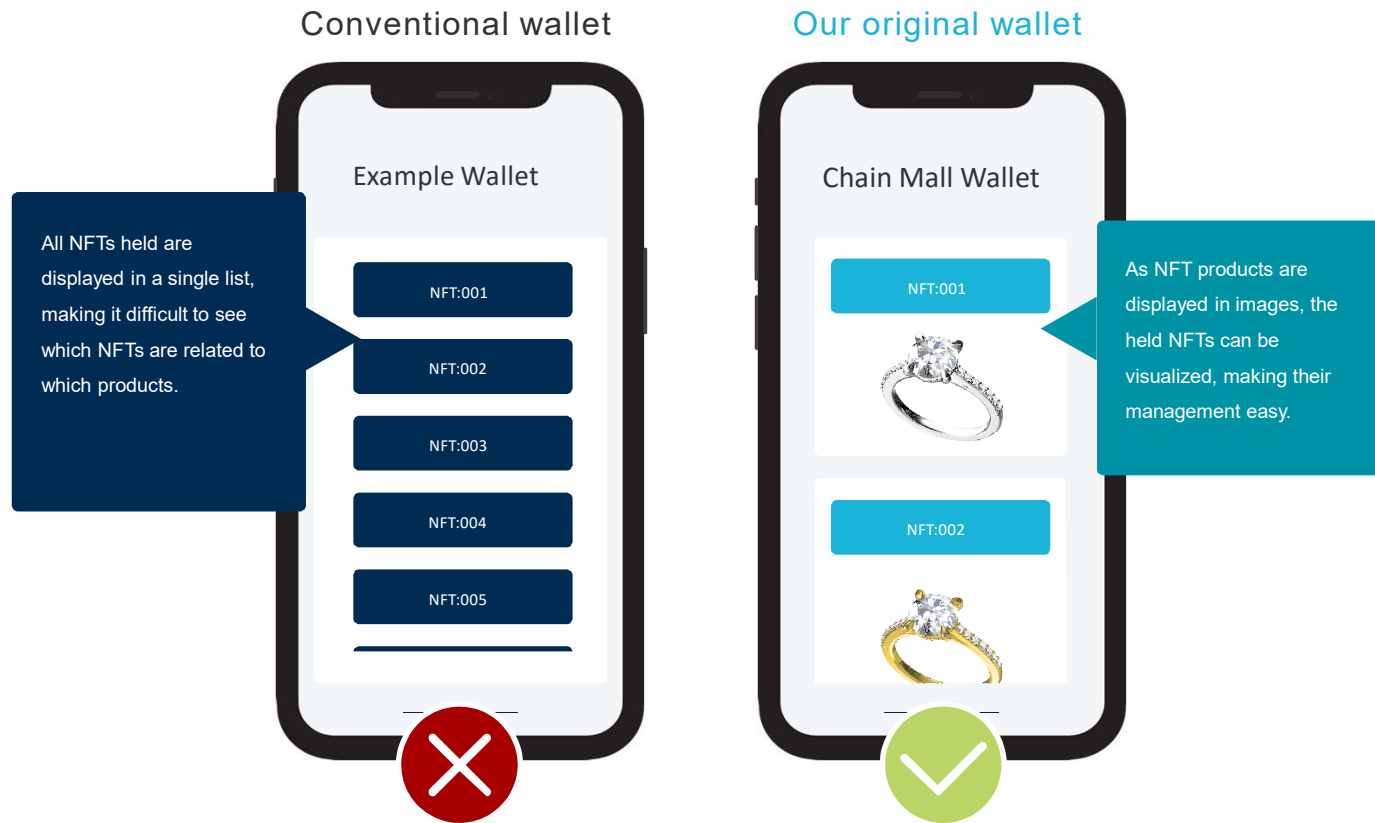 Conventional wallet
Our original wallet
Example Wallet
All NFTs held are
displayed in a single list,
making it difficult to see
which NFTs are related to
which products.
NFT:001
NFT:002
NFT:003
NFT:004
NFT:005
Chain Mall Wallet
NFT:001
NFT:002
As NFT products are
displayed in images, the
held NFTs can be
visualized, making their
management easy.